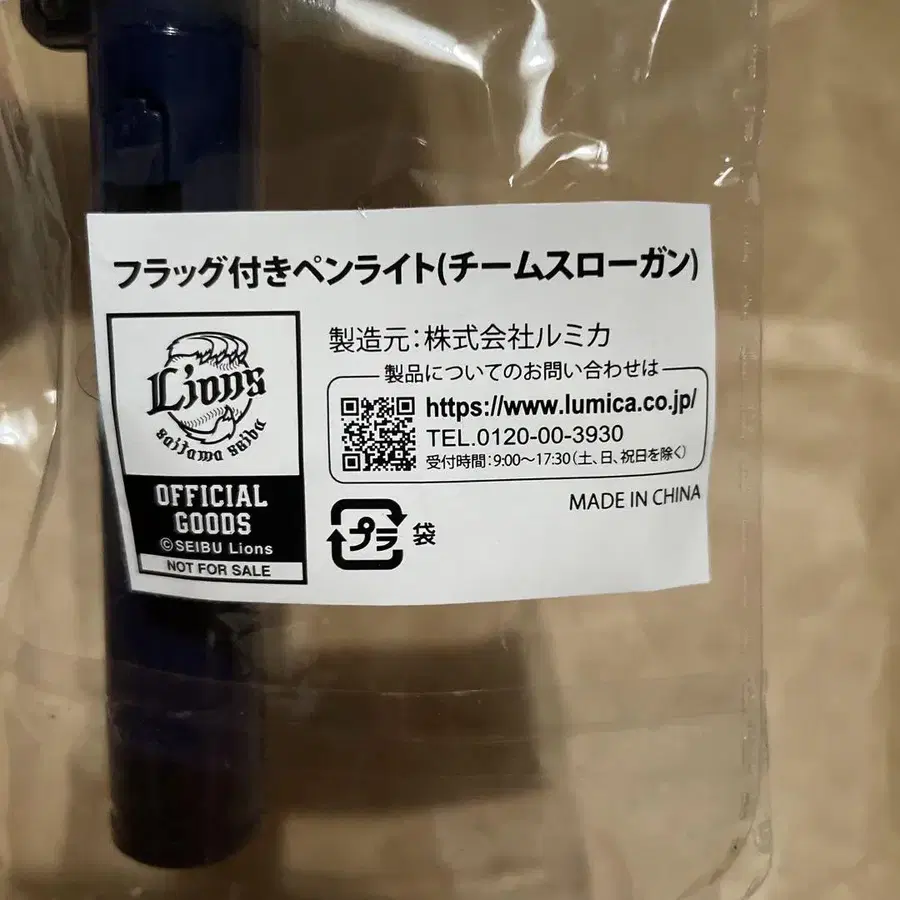 フラッグ付きペンライト(チームスローガン)
Lions
saitama seibu
OFFICIAL
GOODS
©SEIBU Lions
NOT FOR SALE
製造元:株式会社ルミカ
製品についてのお問い合わせは
https://www.lumica.co.jp/
TEL.0120-00-3930
受付時間:9:00〜17:30(土、日、祝日を除く)
MADE IN CHINA
プラ 袋